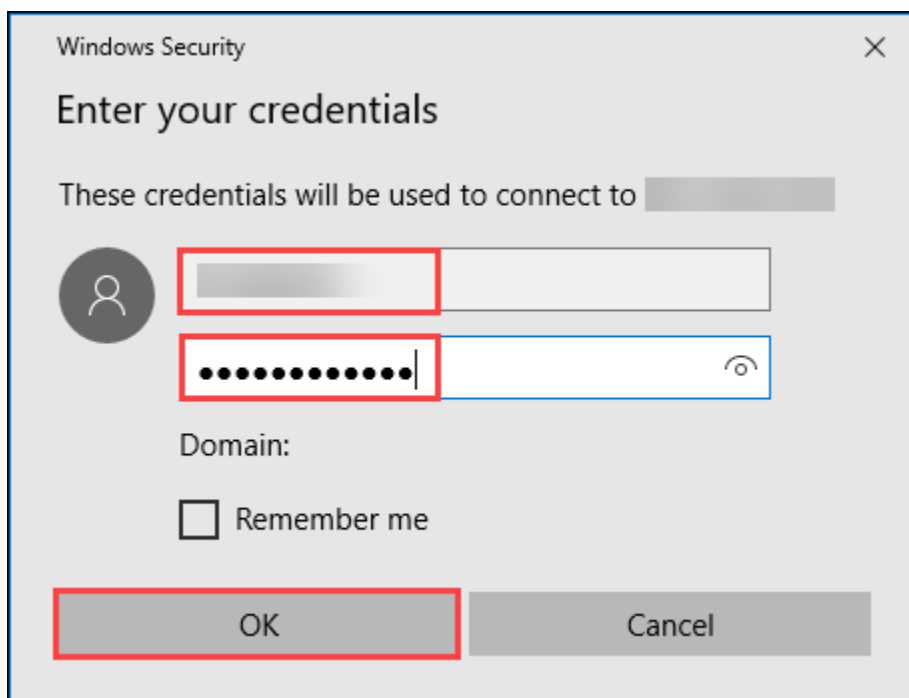 Windows Security
Enter your credentials
These credentials will be used to connect to
●●●●●●●●●●●●
Domain:
Remember me
OK
Cancel